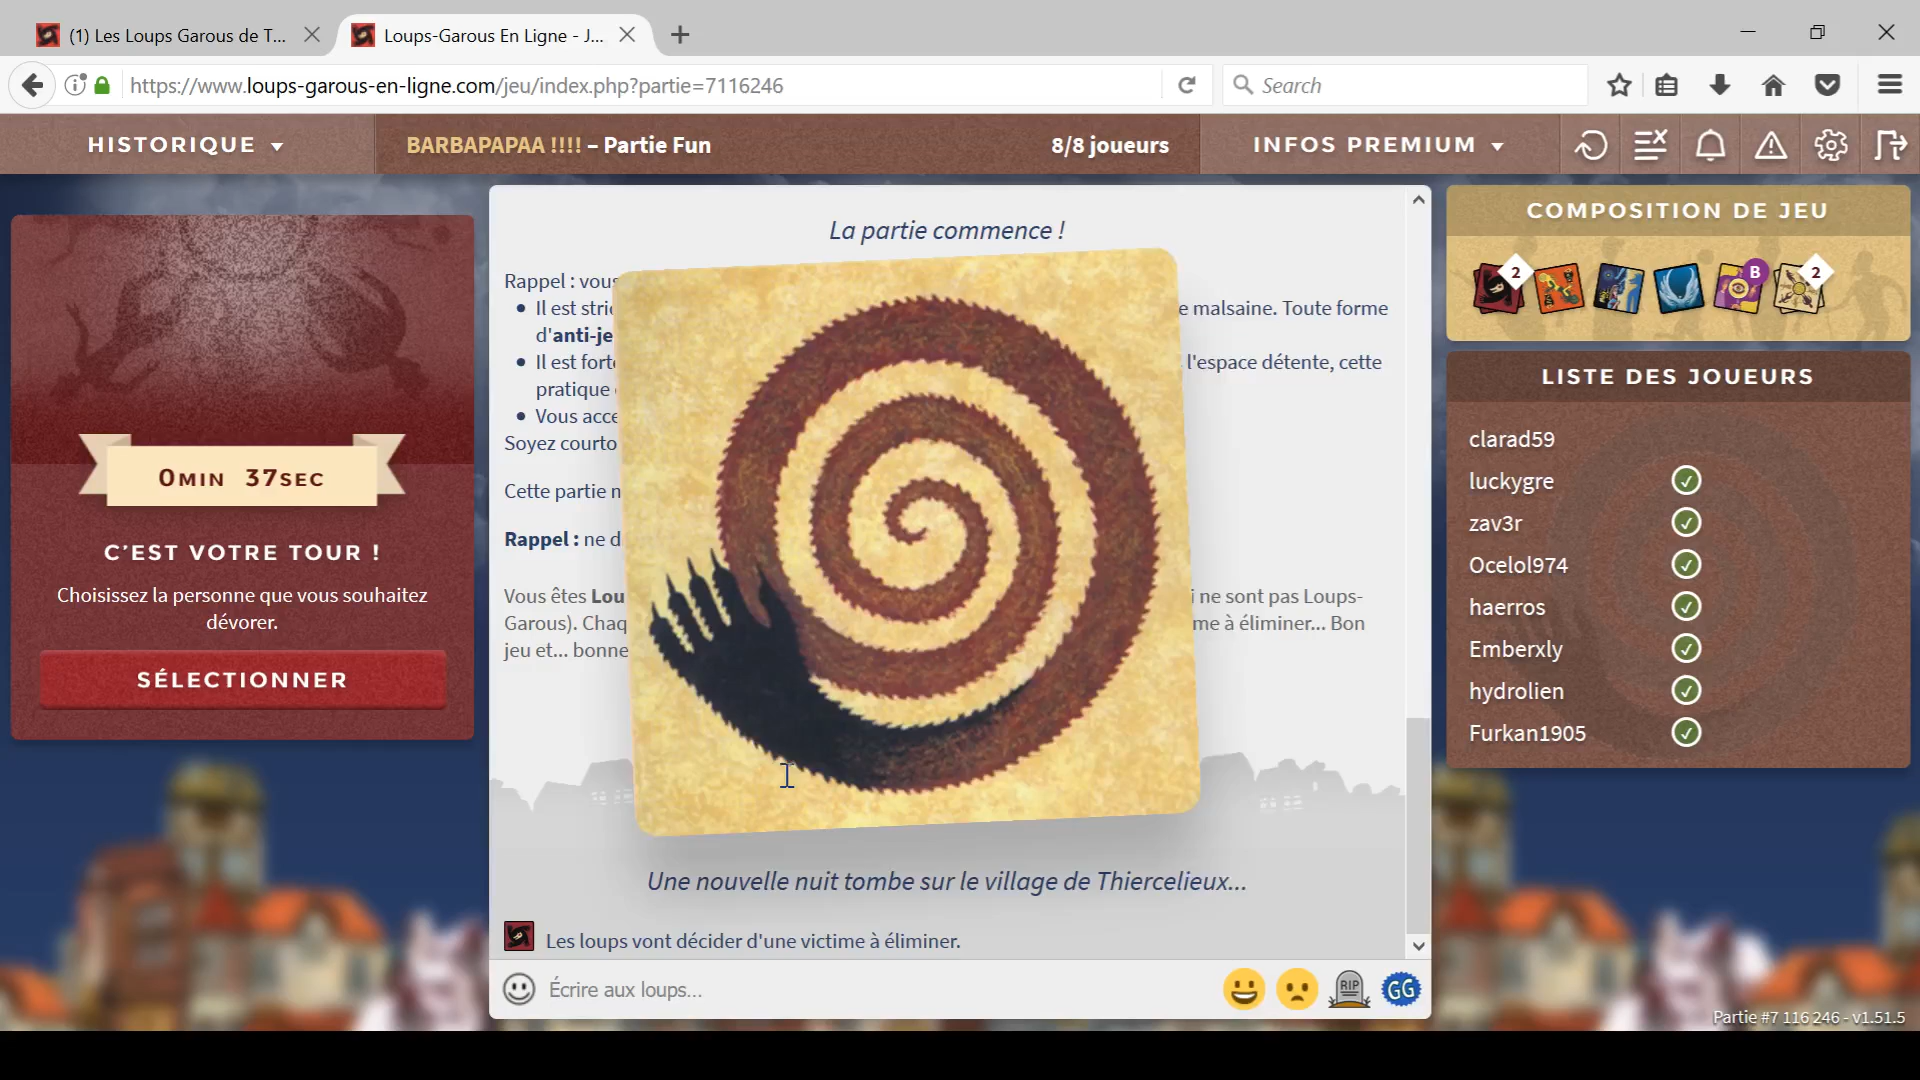 (1) Les Loups Garous de T...
Loups-Garous En Ligne - J...
https://www.loups-garous-en-ligne.com/jeu/index.php?partie=7116246
Search
HISTORIQUE
BARBAPAPAA !!!! – Partie Fun
8/8 joueurs
INFOS PREMIUM
0MIN 37SEC
C'EST VOTRE TOUR !
Choisissez la personne que vous souhaitez
dévorer.
SÉLECTIONNER
La partie commence !
Rappel : vous
Il est stri
e malsaine. Toute forme
d'anti-je
Il est fort
l'espace détente, cette
pratique
Vous acce
Soyez courto
Cette partie n
Rappel : ne d
Vous êtes Lou
i ne sont pas Loups-
Garous). Chaq
me à éliminer... Bon
jeu et... bonne
Une nouvelle nuit tombe sur le village de Thiercelieux...
Les loups vont décider d'une victime à éliminer.
Écrire aux loups...
RIP
GG
COMPOSITION DE JEU
2
B
2
LISTE DES JOUEURS
clarad59
luckygre
zav3r
Ocelol974
haerros
Emberxly
hydrolien
Furkan1905
Partie #7 116 246 - v1.51.5